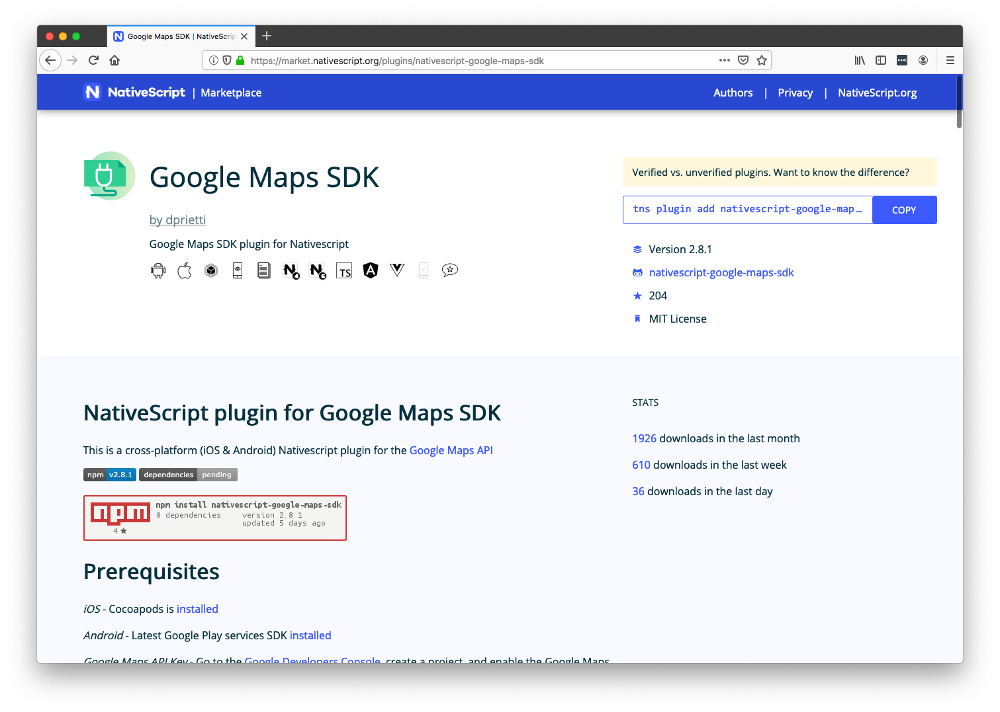 Google Maps SDK | NativeScrip
https://market.nativescript.org/plugins/nativescript-google-maps-sdk
NativeScript | Marketplace
Authors | Privacy | NativeScript.org
Google Maps SDK
by dprietti
Google Maps SDK plugin for Nativescript
TS
Verified vs. unverified plugins. Want to know the difference?
tns plugin add nativescript-google-map…
COPY
Version 2.8.1
nativescript-google-maps-sdk
204
MIT License
NativeScript plugin for Google Maps SDK
This is a cross-platform (iOS & Android) Nativescript plugin for the Google Maps API
npm v2.8.1 dependencies pending
npm
npm install nativescript-google-maps-sdk
0 dependencies version 2.8.1
updated 5 days ago
4 ★
Prerequisites
iOS - Cocoapods is installed
Android - Latest Google Play services SDK installed
Google Maps API Key - Go to the Google Developers Console, create a project, and enable the Google Maps
STATS
1926 downloads in the last month
610 downloads in the last week
36 downloads in the last day